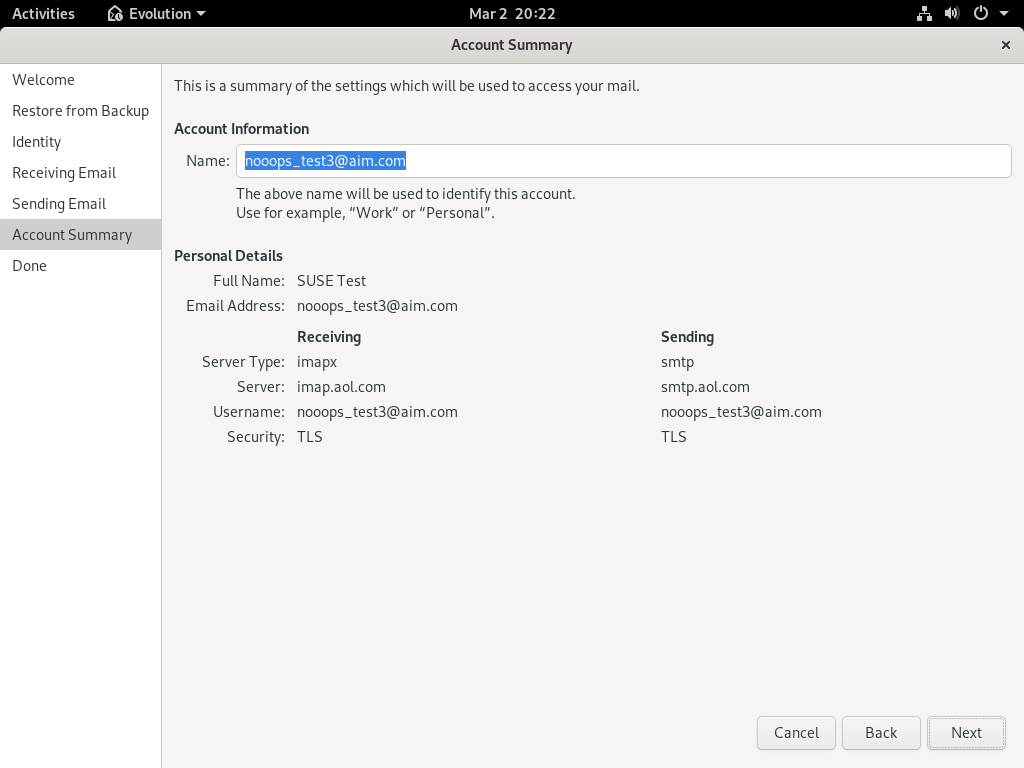 Activities Evolution Mar 2 20:22
Account Summary
Welcome
Restore from Backup
Identity
Receiving Email
Sending Email
Account Summary
Done
This is a summary of the settings which will be used to access your mail.
Account Information
Name: nooops_test3@aim.com
The above name will be used to identify this account.
Use for example, “Work” or “Personal”.
Personal Details
Full Name: SUSE Test
Email Address: nooops_test3@aim.com
Receiving Sending
Server Type: imapx smtp
Server: imap.aol.com smtp.aol.com
Username: nooops_test3@aim.com nooops_test3@aim.com
Security: TLS TLS
Cancel Back Next